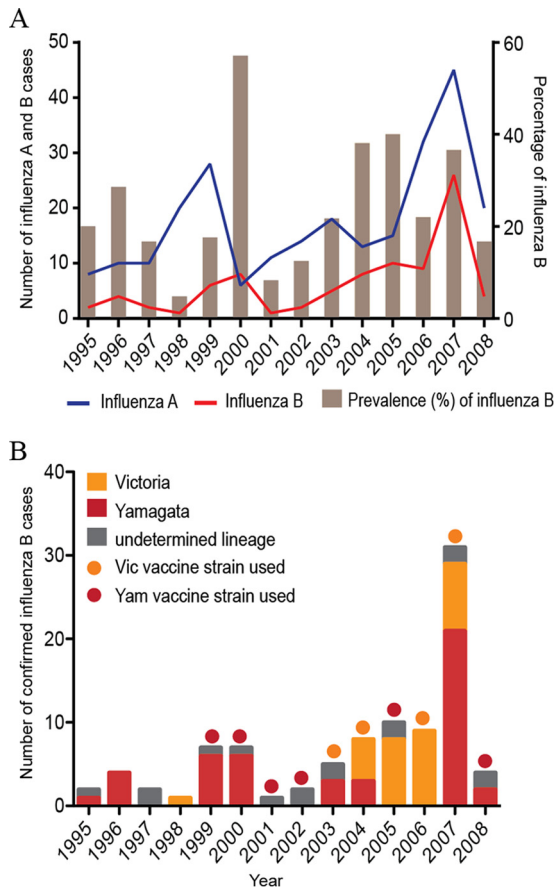 A
Number of influenza A and B cases
50
40
30
20
10
0
Percentage of influenza B
60
40
20
0
1995 1996 1997 1998 1999 2000 2001 2002 2003 2004 2005 2006 2007 2008
Influenza A Influenza B Prevalence (%) of influenza B
B
Number of confirmed influenza B cases
40
30
20
10
0
Victoria
Yamagata
undetermined lineage
Vic vaccine strain used
Yam vaccine strain used
1995 1996 1997 1998 1999 2000 2001 2002 2003 2004 2005 2006 2007 2008
Year